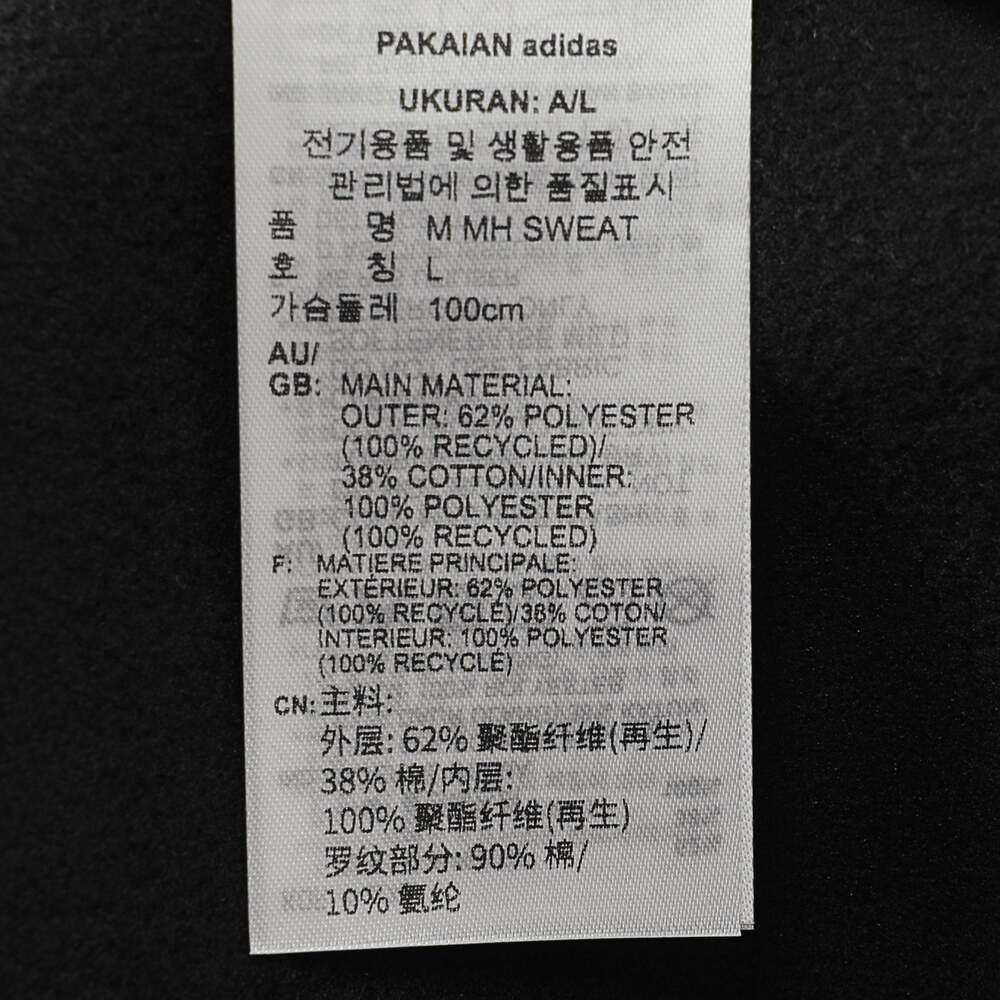 PAKAIAN adidas
UKURAN: A/L
전기용품 및 생활용품 안전
관리법에 의한 품질표시
품 명 M MH SWEAT
호 칭 L
가슴둘레 100cm
AU/
GB: MAIN MATERIAL:
OUTER: 62% POLYESTER
(100% RECYCLED)/
38% COTTON/INNER:
100% POLYESTER
(100% RECYCLED)
F: MATIERE PRINCIPALE:
EXTÉRIEUR: 62% POLYESTER
(100% RECYCLÉ)/38% COTON/
INTERIEUR: 100% POLYESTER
(100% RECYCLÉ)
CN: 主料:
外层: 62% 聚酯纤维(再生)/
38% 棉/内层:
100% 聚酯纤维(再生)
罗纹部分: 90% 棉/
10% 氨纶